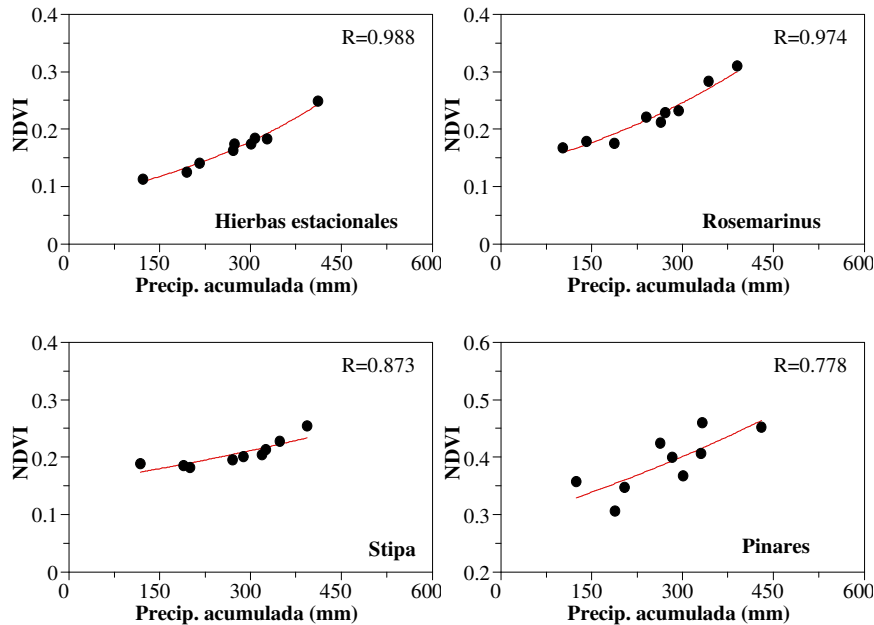 0.4
R=0.988
0.3
NDVI
0.2
0.1
Hierbas estacionales
0
0 150 300 450 600
Precip. acumulada (mm)
0.4
R=0.974
0.3
NDVI
0.2
0.1
Rosemarinus
0
0 150 300 450 600
Precip. acumulada (mm)
0.4
R=0.873
0.3
NDVI
0.2
0.1
Stipa
0
0 150 300 450 600
Precip. acumulada (mm)
0.6
R=0.778
0.5
NDVI
0.4
0.3
Pinares
0.2
0 150 300 450 600
Precip. acumulada (mm)